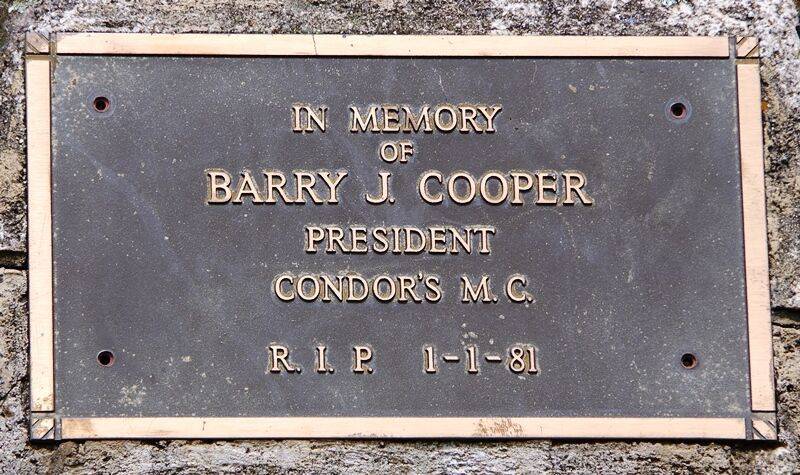 IN MEMORY
OF
BARRY J. COOPER
PRESIDENT
CONDOR'S M.C.
R.I.P. 1-1-81